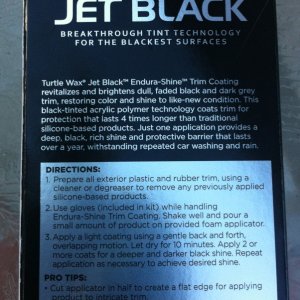 JET BLACK
BREAKTHROUGH TINT TECHNOLOGY
FOR THE BLACKEST SURFACES
Turtle Wax® Jet Black™ Endura-Shine™ Trim Coating
revitalizes and brightens dull, faded black and dark grey
trim, restoring color and shine to like-new condition. This
black-tinted acrylic polymer technology coats trim for
protection that lasts 4 times longer than traditional
silicone-based products. Just one application provides a
deep, black, rich shine and protective barrier that lasts
over a year, withstanding repeated car washing and rain.
DIRECTIONS:
1. Prepare all exterior plastic and rubber trim, using a
cleaner or degreaser to remove any previously applied
silicone-based products.
2. Use gloves (included in kit) while handling
Endura-Shine Trim Coating. Shake well and pour a
small amount of product on provided foam applicator.
3. Apply a light coating using a gentle back and forth,
overlapping motion. Let dry for 10 minutes. Apply 2 or
more coats for a deeper and darker black shine. Repeat
application as necessary to achieve desired shine.
PRO TIPS:
• Cut applicator in half to create a flat edge for applying
product to intricate trim.